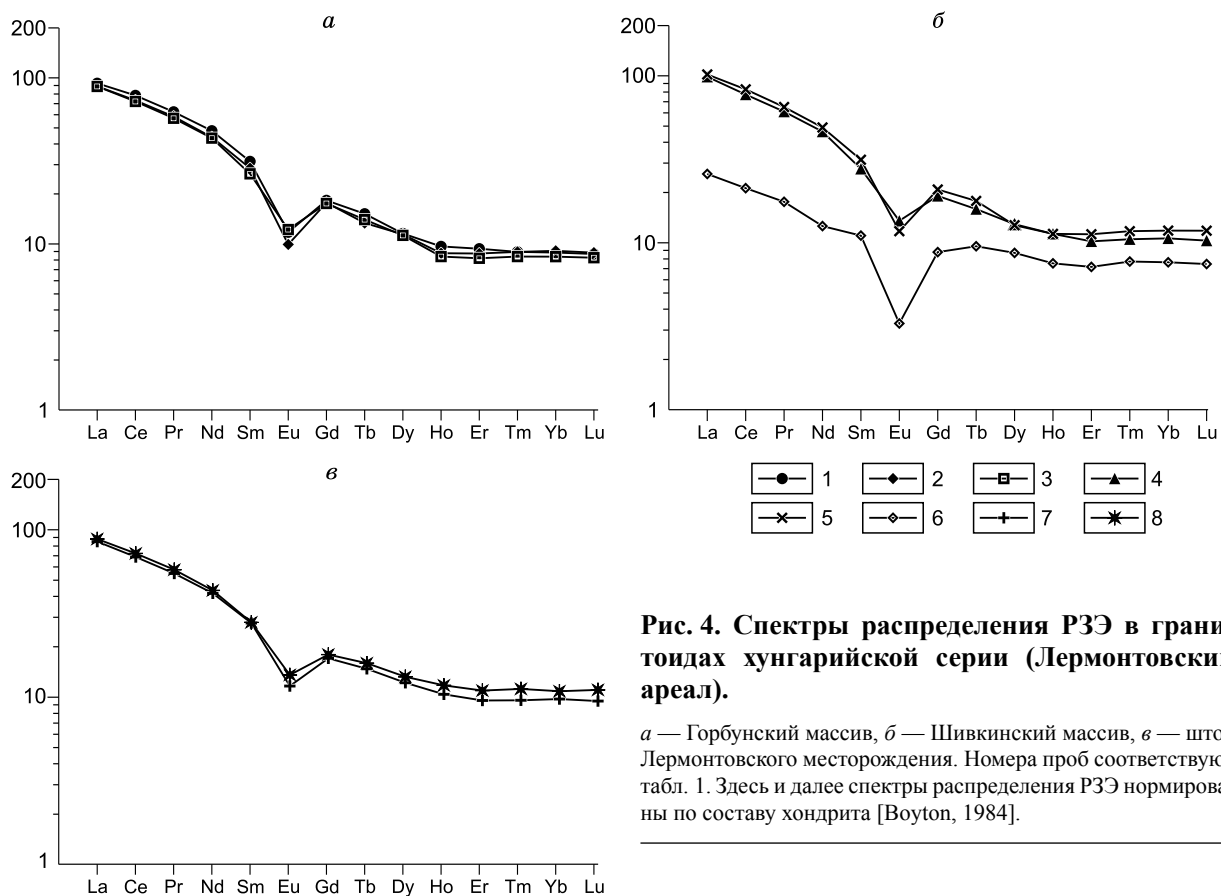 а
200
100
10
1
La Ce Pr Nd Sm Eu Gd Tb Dy Ho Er Tm Yb Lu
б
200
100
10
1
La Ce Pr Nd Sm Eu Gd Tb Dy Ho Er Tm Yb Lu
1 2 3 4
5 6 7 8
в
200
100
10
1
La Ce Pr Nd Sm Eu Gd Tb Dy Ho Er Tm Yb Lu
Рис. 4. Спектры распределения РЗЭ в грани
тоидах хунгарийской серии (Лермонтовски
ареал).
а — Горбунский массив, б — Шивкинский массив, в — што
Лермонтовского месторождения. Номера проб соответствую
табл. 1. Здесь и далее спектры распределения РЗЭ нормирова
ны по составу хондрита [Boyton, 1984].